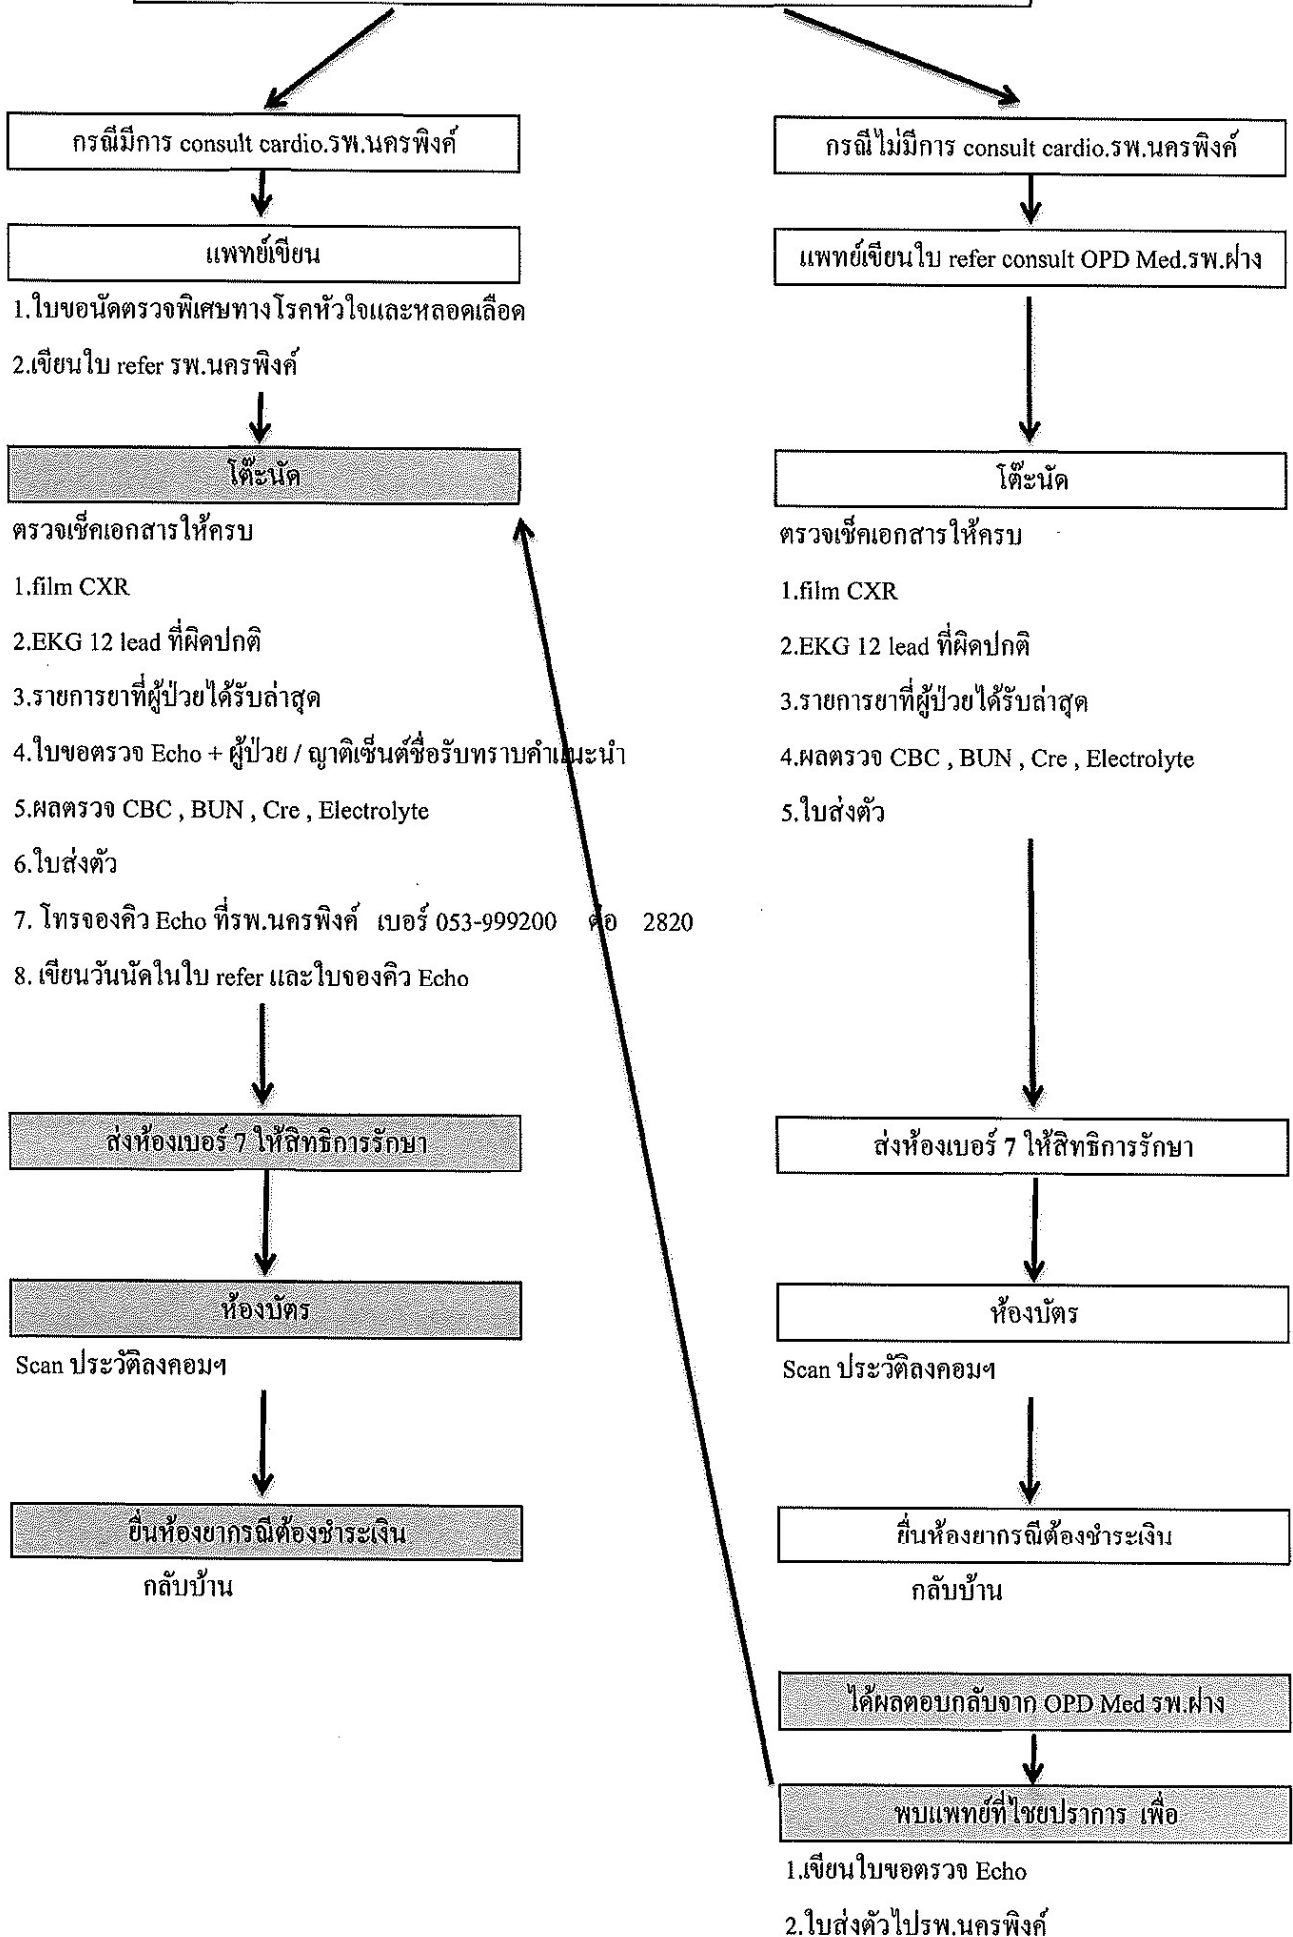 กรณีมีการ consult cardio.รพ.นครพิงค์
แพทย์เขียน
1.ใบขอนัดตรวจพิเศษทางโรคหัวใจและหลอดเลือด
2.เขียนใบ refer รพ.นครพิงค์
โต๊ะนัด
ตรวจเช็คเอกสารให้ครบ
1.film CXR
2.EKG 12 lead ที่ผิดปกติ
3.รายการยาที่ผู้ป่วยได้รับล่าสุด
4.ใบขอตรวจ Echo + ผู้ป่วย / ญาติเซ็นต์ชื่อรับทราบคำแนะนำ
5.ผลตรวจ CBC , BUN , Cre , Electrolyte
6.ใบส่งตัว
7. โทรจองคิว Echo ที่รพ.นครพิงค์ เบอร์ 053-999200 ต่อ 2820
8. เขียนวันนัดในใบ refer และใบจองคิว Echo
ส่งห้องเบอร์ 7 ให้สิทธิการรักษา
ห้องบัตร
Scan ประวัติลงคอมฯ
ยื่นห้องยากรณีต้องชำระเงิน
กลับบ้าน
กรณีไม่มีการ consult cardio.รพ.นครพิงค์
แพทย์เขียนใบ refer consult OPD Med.รพ.ฝาง
โต๊ะนัด
ตรวจเช็คเอกสารให้ครบ
1.film CXR
2.EKG 12 lead ที่ผิดปกติ
3.รายการยาที่ผู้ป่วยได้รับล่าสุด
4.ผลตรวจ CBC , BUN , Cre , Electrolyte
5.ใบส่งตัว
ส่งห้องเบอร์ 7 ให้สิทธิการรักษา
ห้องบัตร
Scan ประวัติลงคอมฯ
ยื่นห้องยากรณีต้องชำระเงิน
กลับบ้าน
ได้ผลตอบกลับจาก OPD Med รพ.ฝาง
พบแพทย์ที่ไชยปราการ เพื่อ
1.เขียนใบขอตรวจ Echo
2.ใบส่งตัวไปรพ.นครพิงค์